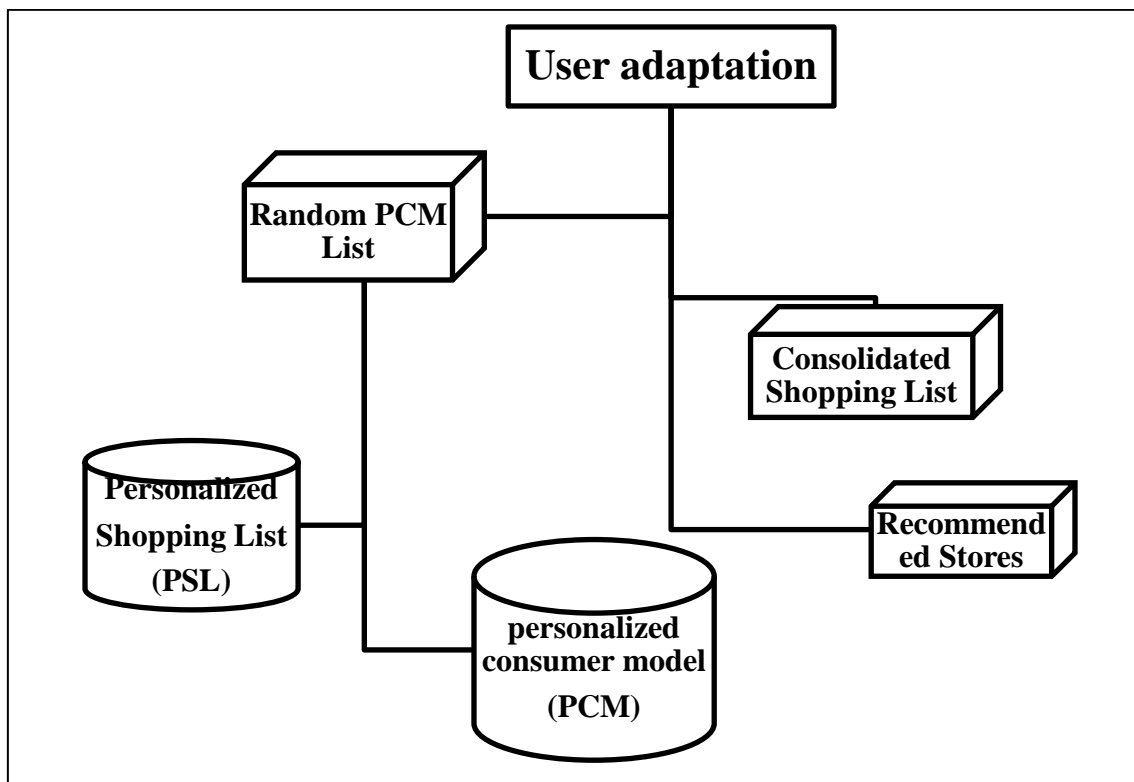 User adaptation
Random PCM
List
Consolidated
Shopping List
Personalized
Shopping List
(PSL)
Recommend
ed Stores
personalized
consumer model
(PCM)